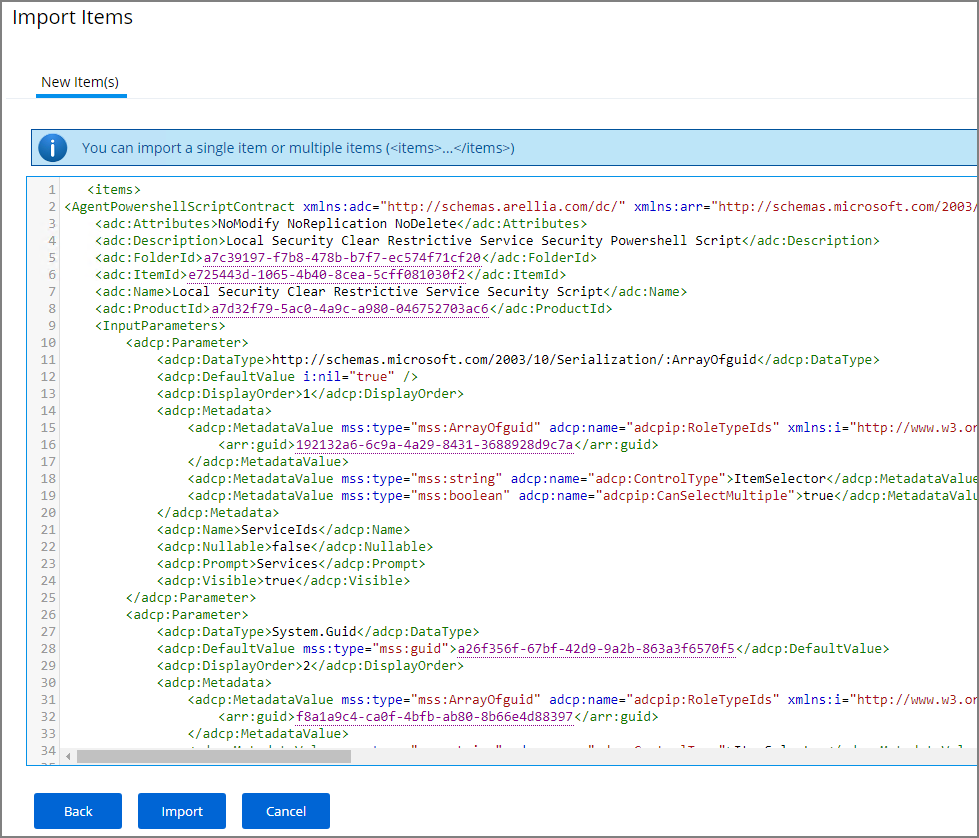 Import Items
New Item(s)
You can import a single item or multiple items (<items>...</items>)
1 <items>
2 <AgentPowershellScriptContract xmlns:adc="http://schemas.arellia.com/dc/" xmlns:arr="http://schemas.microsoft.com/2003/
3 <adc:Attributes>NoModify NoReplication NoDelete</adc:Attributes>
4 <adc:Description>Local Security Clear Restrictive Service Security Powershell Script</adc:Description>
5 <adc:FolderId>a7c39197-f7b8-478b-b7f7-ec574f71cf20</adc:FolderId>
6 <adc:ItemId>e725443d-1065-4b40-8cea-5cff081030f2</adc:ItemId>
7 <adc:Name>Local Security Clear Restrictive Service Security Script</adc:Name>
8 <adc:ProductId>a7d32f79-5ac0-4a9c-a980-046752703ac6</adc:ProductId>
9 <InputParameters>
10 <adcp:Parameter>
11 <adcp:DataType>http://schemas.microsoft.com/2003/10/Serialization/:ArrayOfguid</adcp:DataType>
12 <adcp:DefaultValue i:nil="true" />
13 <adcp:DisplayOrder>1</adcp:DisplayOrder>
14 <adcp:Metadata>
15 <adcp:MetadataValue mss:type="mss:ArrayOfguid" adcp:name="adcpip:RoleTypeIds" xmlns:i="http://www.w3.or
16 <arr:guid>192132a6-6c9a-4a29-8431-3688928d9c7a</arr:guid>
17 </adcp:MetadataValue>
18 <adcp:MetadataValue mss:type="mss:string" adcp:name="adcp:ControlType">ItemSelector</adcp:MetadataValue
19 <adcp:MetadataValue mss:type="mss:boolean" adcp:name="adcpip:CanSelectMultiple">true</adcp:MetadataValu
20 </adcp:Metadata>
21 <adcp:Name>ServiceIds</adcp:Name>
22 <adcp:Nullable>false</adcp:Nullable>
23 <adcp:Prompt>Services</adcp:Prompt>
24 <adcp:Visible>true</adcp:Visible>
25 </adcp:Parameter>
26 <adcp:Parameter>
27 <adcp:DataType>System.Guid</adcp:DataType>
28 <adcp:DefaultValue mss:type="mss:guid">a26f356f-67bf-42d9-9a2b-863a3f6570f5</adcp:DefaultValue>
29 <adcp:DisplayOrder>2</adcp:DisplayOrder>
30 <adcp:Metadata>
31 <adcp:MetadataValue mss:type="mss:ArrayOfguid" adcp:name="adcpip:RoleTypeIds" xmlns:i="http://www.w3.or
32 <arr:guid>f8a1a9c4-ca0f-4bfb-ab80-8b66e4d88397</arr:guid>
33 </adcp:MetadataValue>
34
Back Import Cancel